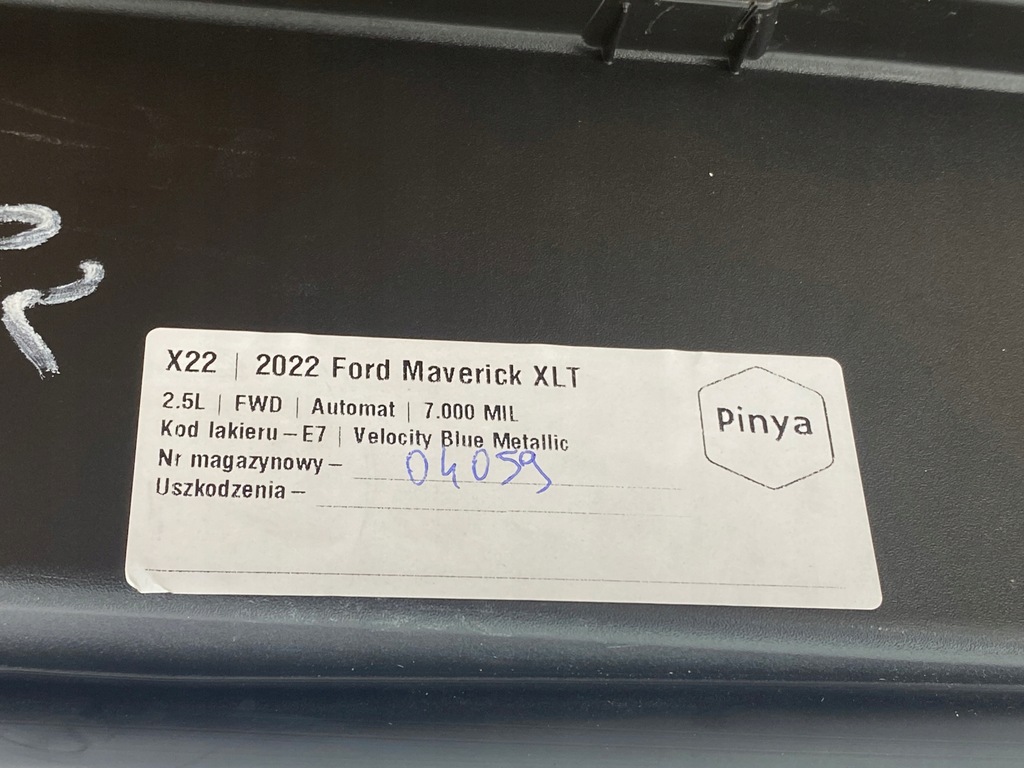 X22 | 2022 Ford Maverick XLT
2.5L | FWD | Automat | 7.000 MIL
Kod lakieru – E7 | Velocity Blue Metallic
Nr magazynowy – 04059
Uszkodzenia –
Pinya